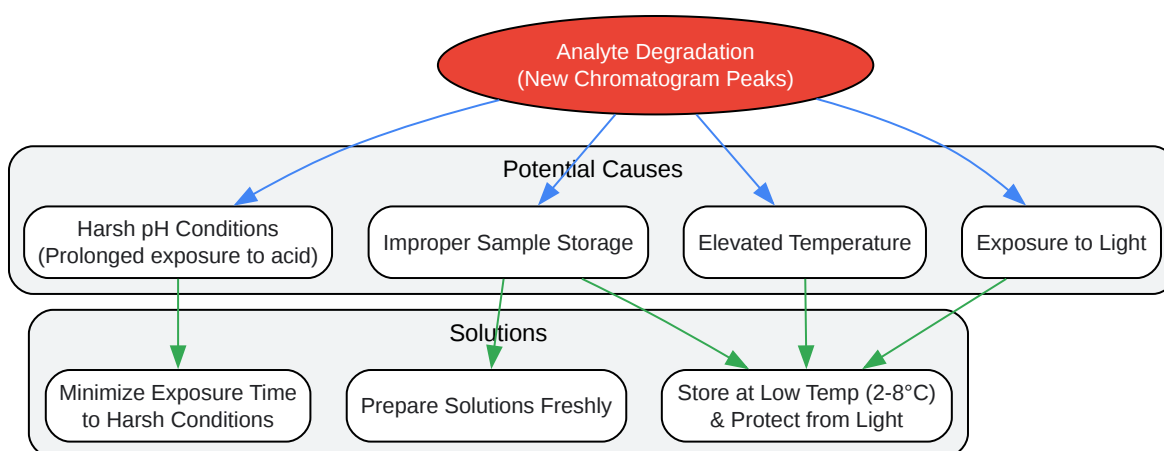 Analyte Degradation
(New Chromatogram Peaks)
Potential Causes
Harsh pH Conditions
(Prolonged exposure to acid)
Improper Sample Storage
Elevated Temperature
Exposure to Light
Solutions
Minimize Exposure Time
to Harsh Conditions
Prepare Solutions Freshly
Store at Low Temp (2-8°C)
& Protect from Light